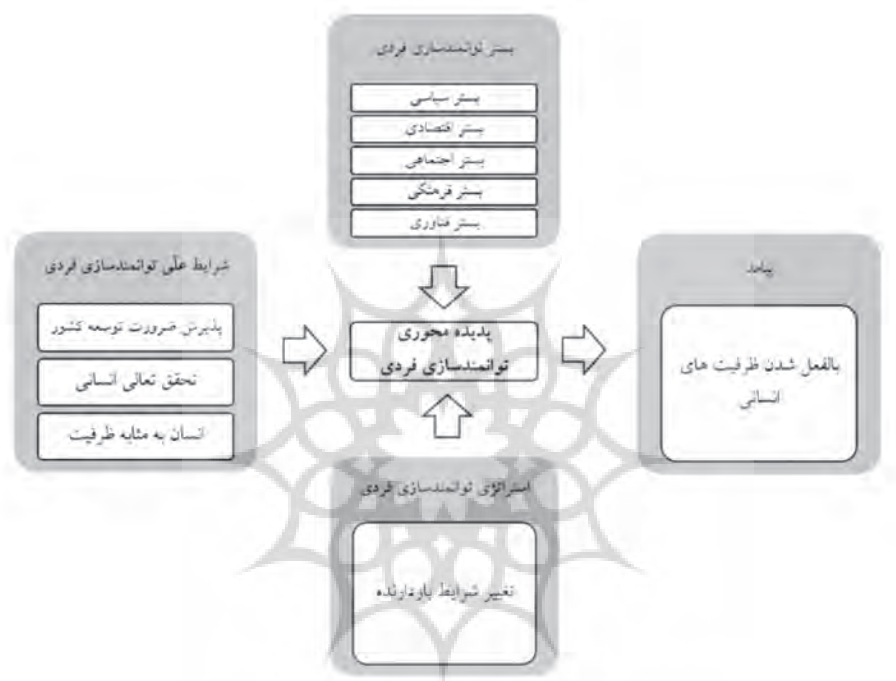 بستر توانمندسازی فردی
بستر سیاسی
بستر اقتصادی
بستر اجتماعی
بستر فرهنگی
بستر فناوری
شرایط علّی توانمندسازی فردی
پذیرش ضرورت توسعه کشور
تحقق تعالی انسانی
انسان به مثابه ظرفیت
پدیده محوری
توانمندسازی فردی
پیامد
بالفعل شدن ظرفیت های
انسانی
استراتژی توانمندسازی فردی
تغییر شرایط بازدارنده